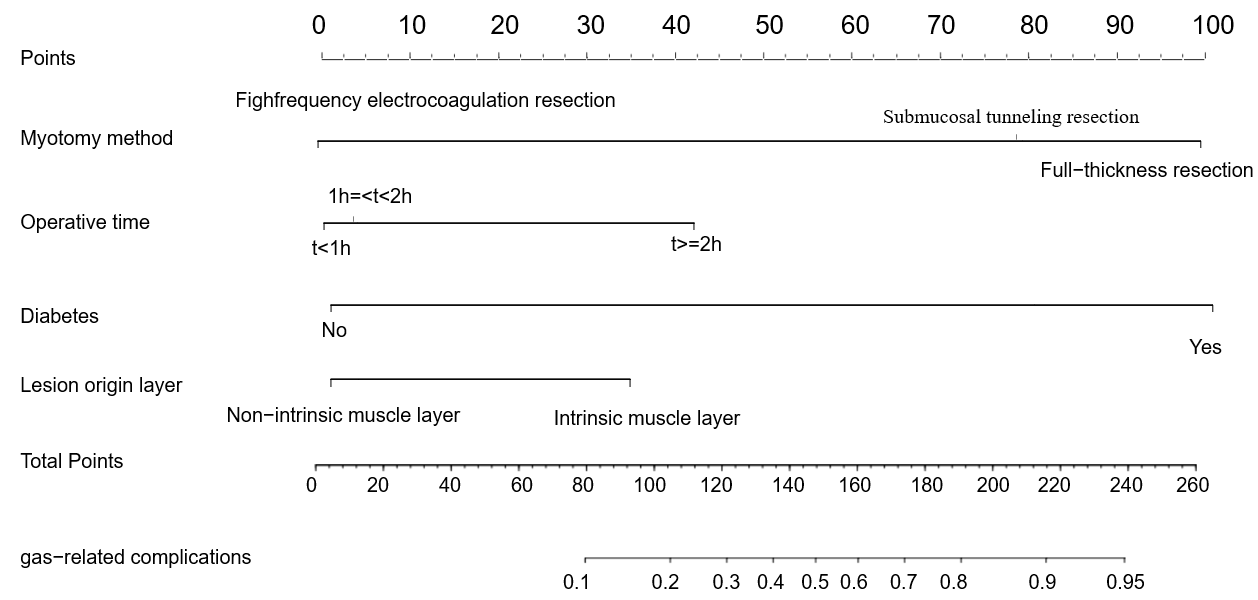 0 10 20 30 40 50 60 70 80 90 100
Points
Fighfrequency electrocoagulation resection
Submucosal tunneling resection
Myotomy method
Full−thickness resection
1h=<t<2h
Operative time
t<1h t>=2h
Diabetes
No
Yes
Lesion origin layer
Non−intrinsic muscle layer Intrinsic muscle layer
Total Points
0 20 40 60 80 100 120 140 160 180 200 220 240 260
gas−related complications
0.1 0.2 0.3 0.4 0.5 0.6 0.7 0.8 0.9 0.95